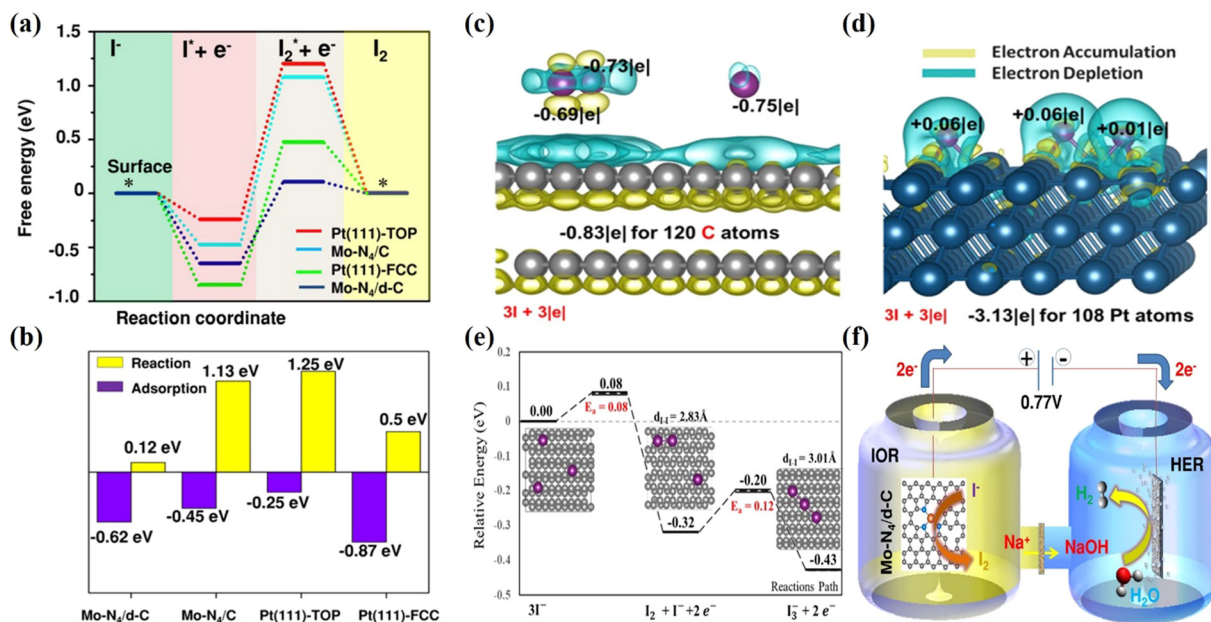 (a)
1.5
1.0
0.5
0
-0.5
-1.0
Free energy (eV)
I⁻
I* + e⁻
I₂* + e⁻
I₂
Surface
*
*
Pt(111)-TOP
Mo-N₄/C
Pt(111)-FCC
Mo-N₄/d-C
Reaction coordinate
(b)
Reaction
Adsorption
0.12 eV
1.13 eV
1.25 eV
0.5 eV
-0.62 eV
-0.45 eV
-0.25 eV
-0.87 eV
Mo-N₄/d-C
Mo-N₄/C
Pt(111)-TOP
Pt(111)-FCC
(c)
-0.73|e|
-0.69|e|
-0.75|e|
-0.83|e| for 120 C atoms
3I + 3|e|
(d)
Electron Accumulation
Electron Depletion
+0.06|e|
+0.06|e|
+0.01|e|
3I + 3|e|
-3.13|e| for 108 Pt atoms
(e)
0.2
0.1
0
-0.1
-0.2
-0.3
-0.4
-0.5
Relative Energy (eV)
0.00
0.08
Eₐ = 0.08
d_I-I = 2.83Å
-0.32
-0.20
Eₐ = 0.12
d_I-I = 3.01Å
-0.43
Reactions Path
3I⁻
I₂ + I⁻ +2 e⁻
I₃⁻ + 2 e⁻
(f)
2e⁻
+
-
2e⁻
0.77V
IOR
HER
Mo-N₄/d-C
I⁻
I₂
H₂
Na⁺
NaOH
H₂O